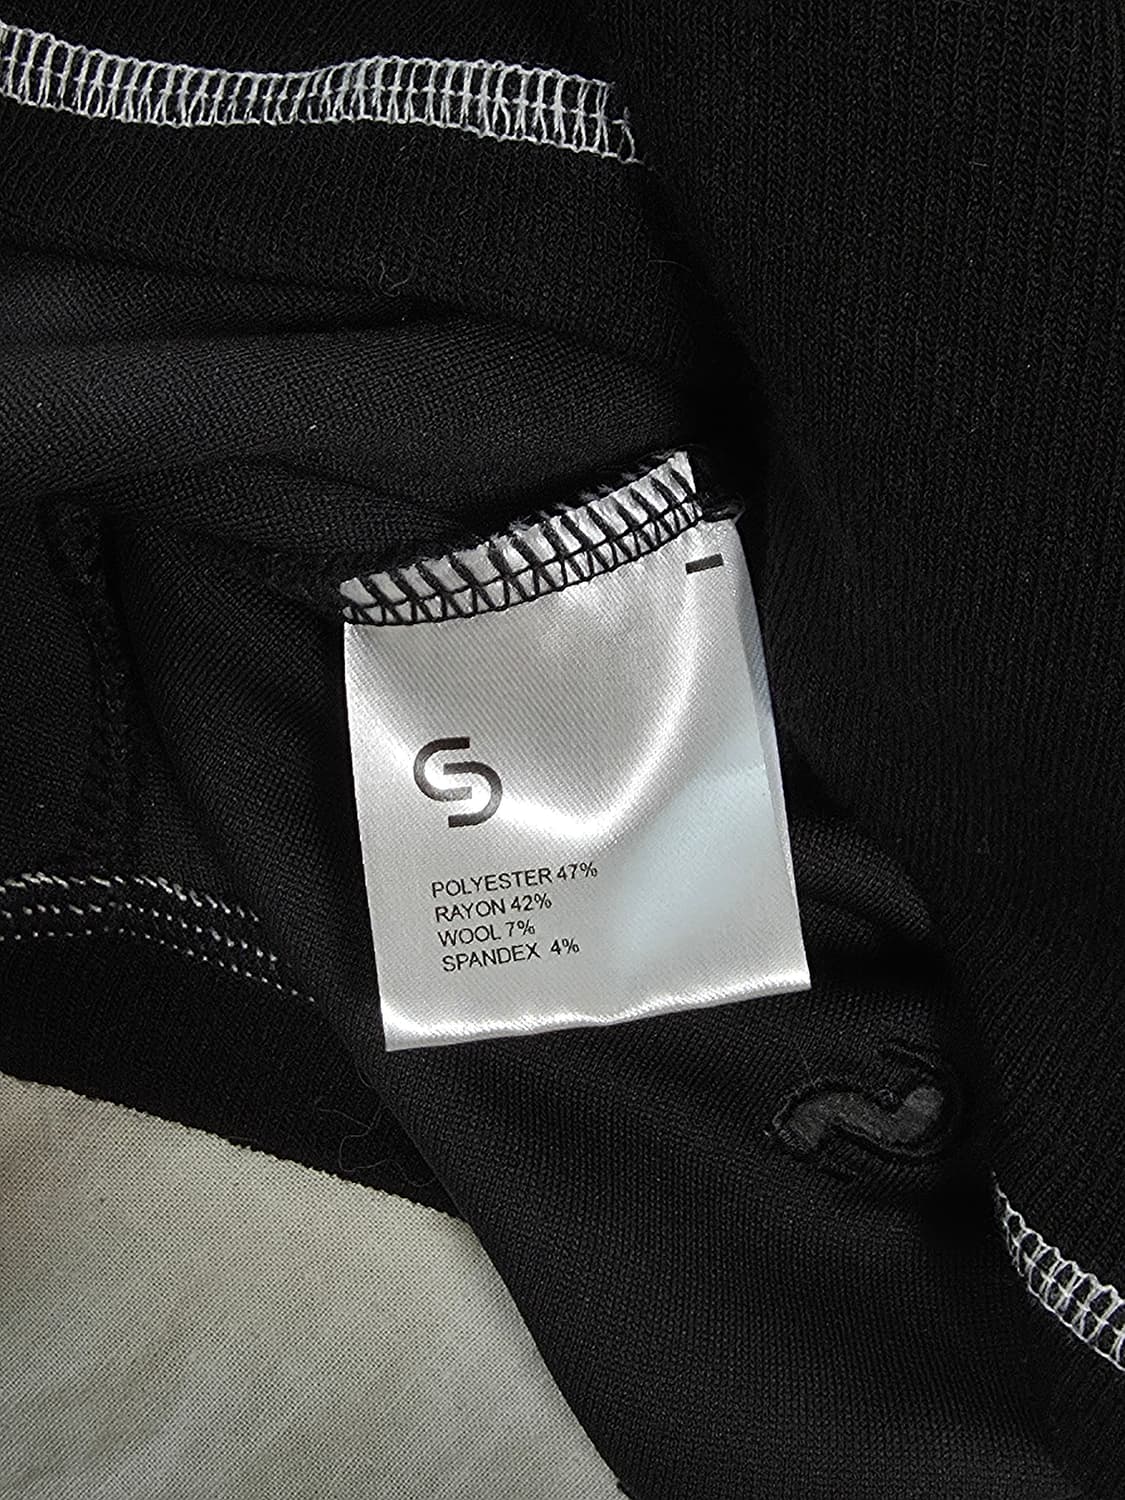 POLYESTER 47%
RAYON 42%
WOOL 7%
SPANDEX 4%